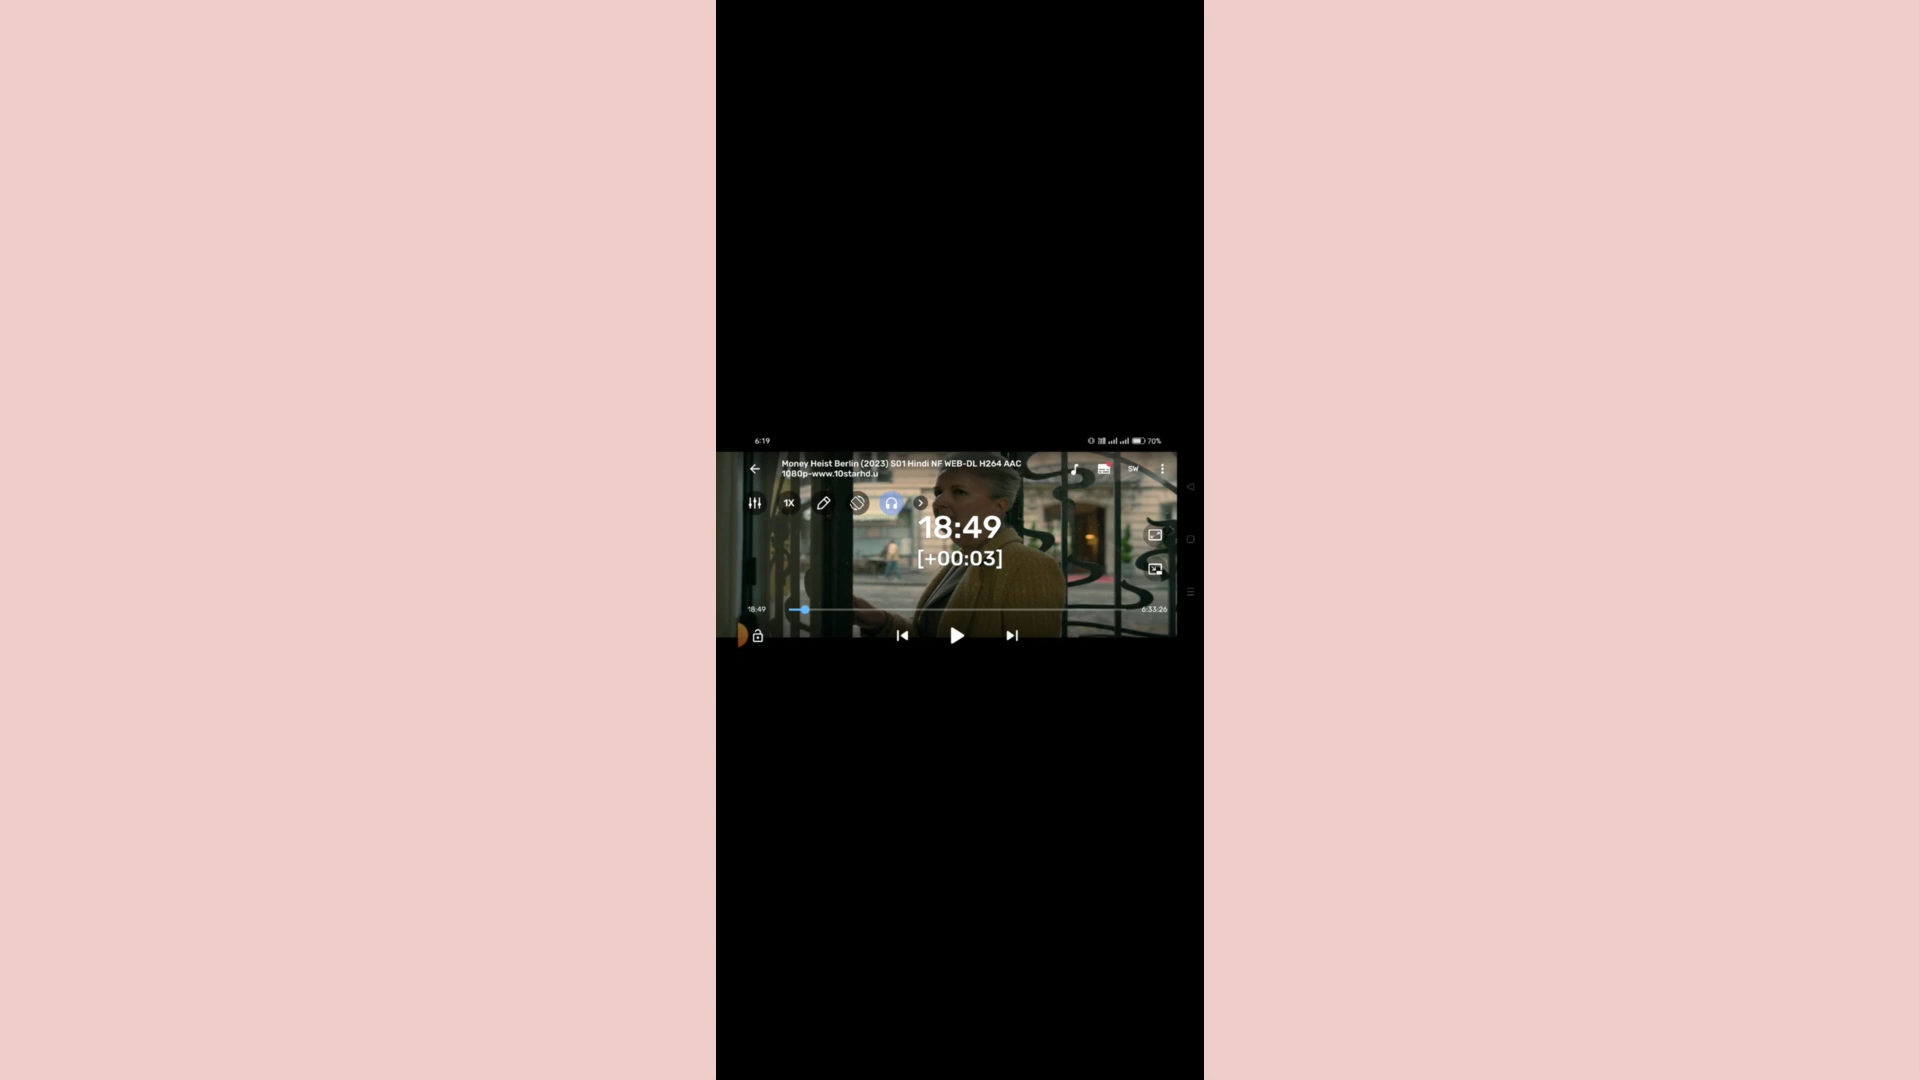 6:19
70%
Money Heist Berlin (2023) S01 Hindi NF WEB-DL H264 AAC
1080p-www.10starhd.u
SW
1X
18:49
[+00:03]
18:49
6:33:26